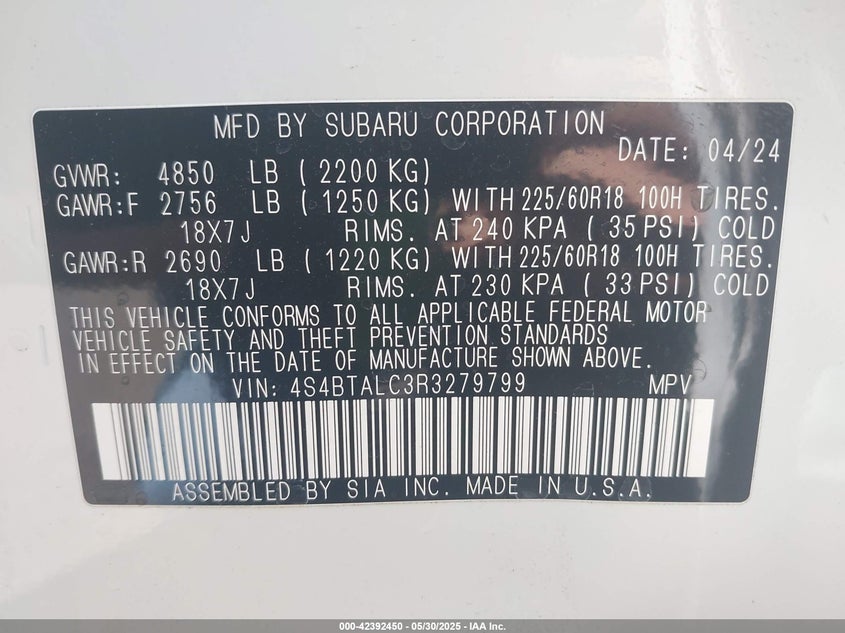 MFD BY SUBARU CORPORATION
DATE: 04/24
GVWR: 4850 LB ( 2200 KG)
GAWR:F 2756 LB ( 1250 KG) WITH 225/60R18 100H TIRES.
18X7J RIMS. AT 240 KPA ( 35 PSI) COLD
GAWR:R 2690 LB ( 1220 KG) WITH 225/60R18 100H TIRES.
18X7J RIMS. AT 230 KPA ( 33 PSI) COLD
THIS VEHICLE CONFORMS TO ALL APPLICABLE FEDERAL MOTOR
VEHICLE SAFETY AND THEFT PREVENTION STANDARDS
IN EFFECT ON THE DATE OF MANUFACTURE SHOWN ABOVE.
VIN: 4S4BTALC3R3279799 MPV
ASSEMBLED BY SIA INC. MADE IN U.S.A.
000-42392450 - 05/30/2025 - IAA Inc.